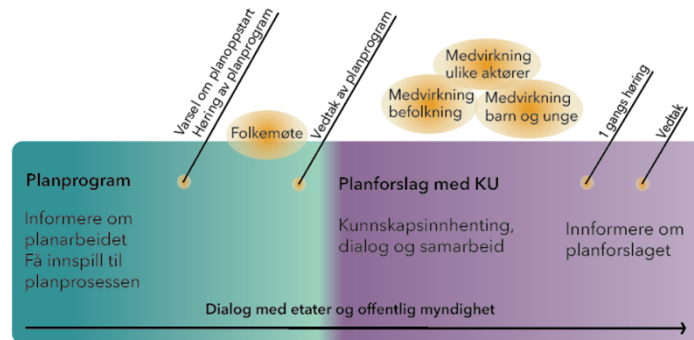 Varsel om planoppstart
Høring av planprogram
Folkemøte
Vedtak av planprogram
Medvirkning
ulike aktører
Medvirkning
befolkning
Medvirkning
barn og unge
1 gangs høring
Vedtak
Planprogram
Informere om
planarbeidet
Få innspill til
planprosessen
Planforslag med KU
Kunnskapsinnhenting,
dialog og samarbeid
Innformere om
planforslaget
Dialog med etater og offentlig myndighet